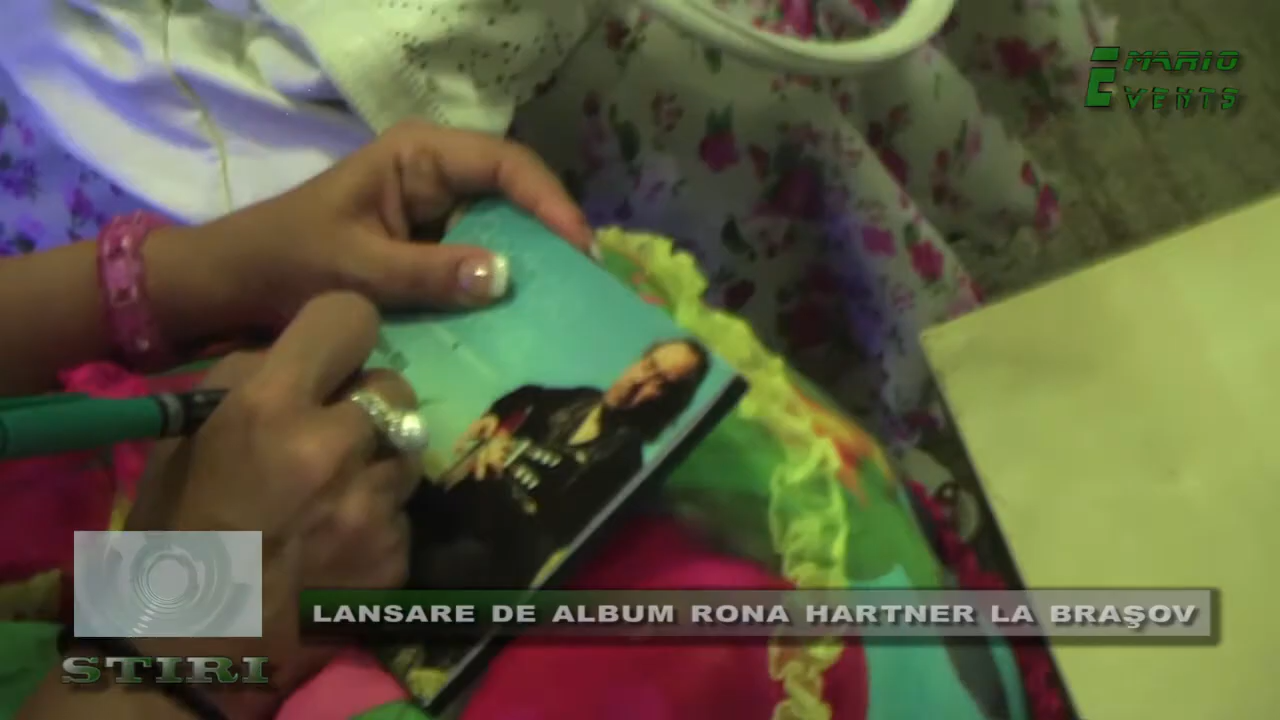 MARIO
EVENTS
LANSARE DE ALBUM RONA HARTNER LA BRAŞOV
STIRI